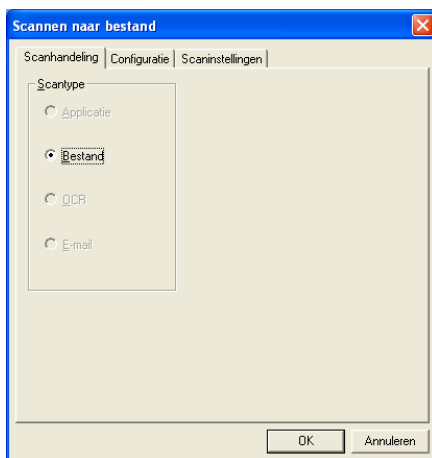 Scannen naar bestand
Scanhandeling Configuratie Scaninstellingen
Scantype
Applicatie
Bestand
OCR
E-mail
OK Annuleren